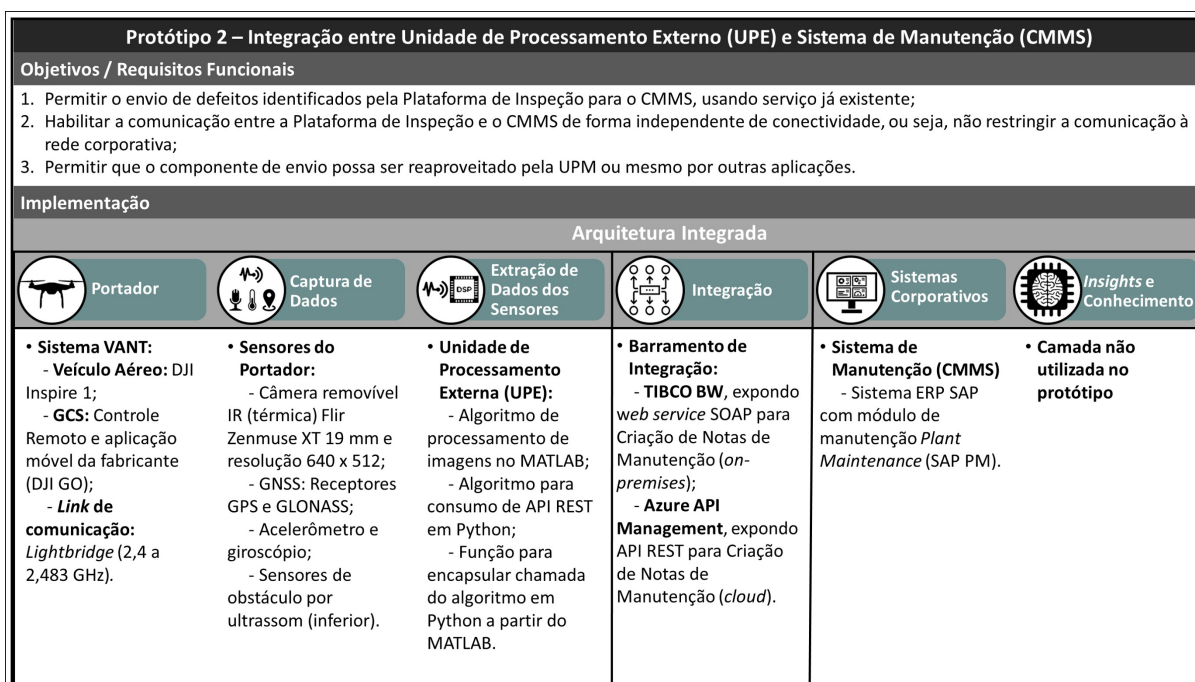 Protótipo 2 – Integração entre Unidade de Processamento Externo (UPE) e Sistema de Manutenção (CMMS)
Objetivos / Requisitos Funcionais
1. Permitir o envio de defeitos identificados pela Plataforma de Inspeção para o CMMS, usando serviço já existente;
2. Habilitar a comunicação entre a Plataforma de Inspeção e o CMMS de forma independente de conectividade, ou seja, não restringir a comunicação à
rede corporativa;
3. Permitir que o componente de envio possa ser reaproveitado pela UPM ou mesmo por outras aplicações.
Implementação
Arquitetura Integrada
Portador
• Sistema VANT:
- Veículo Aéreo: DJI
Inspire 1;
- GCS: Controle
Remoto e aplicação
móvel da fabricante
(DJI GO);
- Link de
comunicação:
Lightbridge (2,4 a
2,483 GHz).
Captura de
Dados
• Sensores do
Portador:
- Câmera removível
IR (térmica) Flir
Zenmuse XT 19 mm e
resolução 640 x 512;
- GNSS: Receptores
GPS e GLONASS;
- Acelerômetro e
giroscópio;
- Sensores de
obstáculo por
ultrassom (inferior).
DSP
Extração de
Dados dos
Sensores
• Unidade de
Processamento
Externa (UPE):
- Algoritmo de
processamento de
imagens no MATLAB;
- Algoritmo para
consumo de API REST
em Python;
- Função para
encapsular chamada
do algoritmo em
Python a partir do
MATLAB.
Integração
• Barramento de
Integração:
- TIBCO BW, expondo
web service SOAP para
Criação de Notas de
Manutenção (on-
premises);
- Azure API
Management, expondo
API REST para Criação
de Notas de
Manutenção (cloud).
Sistemas
Corporativos
• Sistema de
Manutenção (CMMS)
- Sistema ERP SAP
com módulo de
manutenção Plant
Maintenance (SAP PM).
Insights e
Conhecimento
• Camada não
utilizada no
protótipo